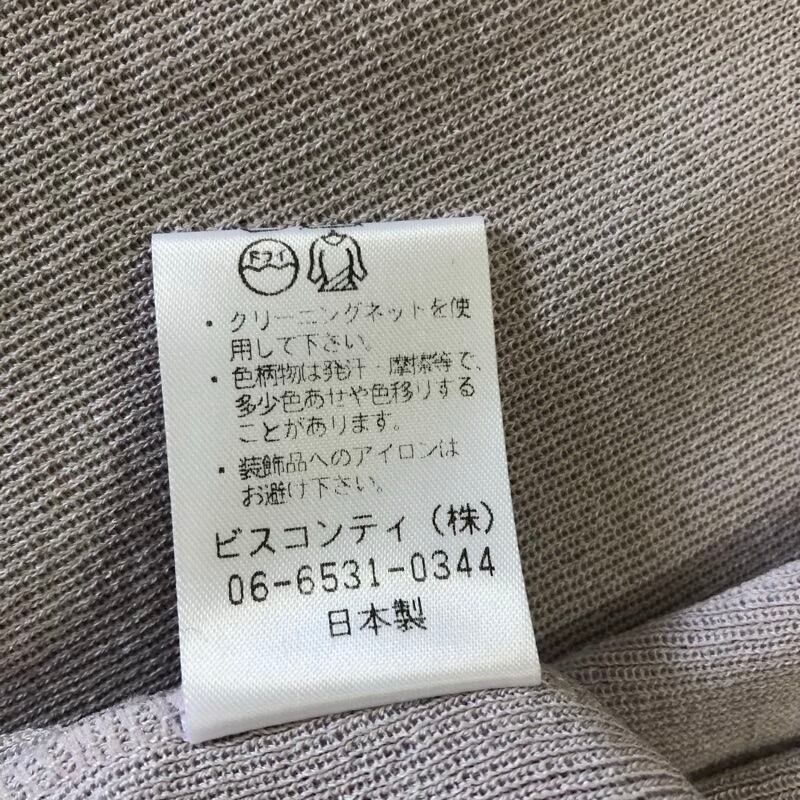 ドライ
・クリーニングネットを使
用して下さい。
・色柄物は発汗・摩擦等で、
多少色あせや色移りする
ことがあります。
・装飾品へのアイロンは
お避け下さい。
ビスコンティ（株）
06-6531-0344
日本製